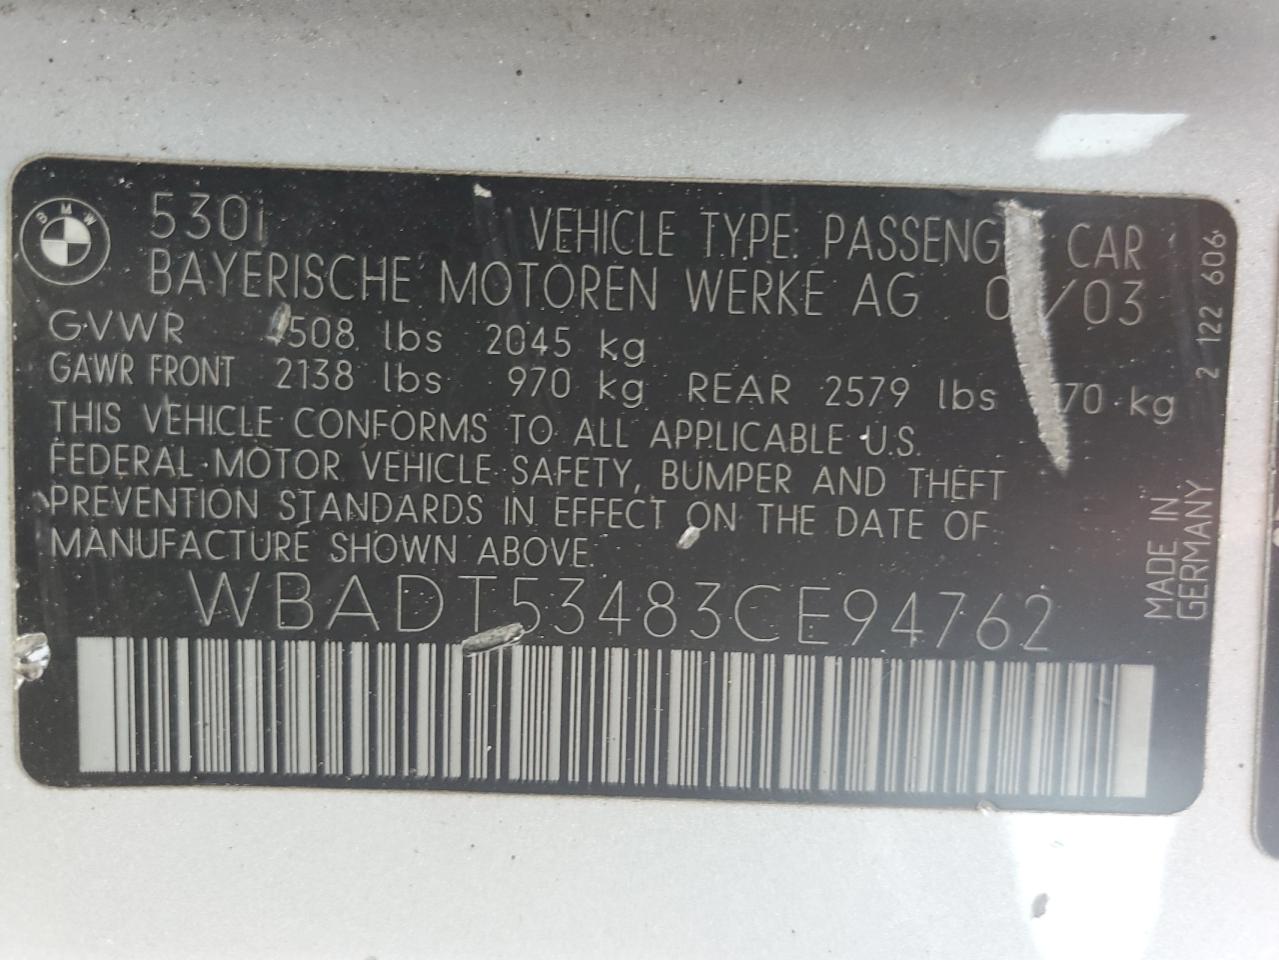 BMW
530i VEHICLE TYPE: PASSENG CAR
BAYERISCHE MOTOREN WERKE AG /03
GVWR 508 lbs 2045 kg
GAWR FRONT 2138 lbs 970 kg REAR 2579 lbs 70 kg
THIS VEHICLE CONFORMS TO ALL APPLICABLE U.S.
FEDERAL MOTOR VEHICLE SAFETY, BUMPER AND THEFT
PREVENTION STANDARDS IN EFFECT ON THE DATE OF
MANUFACTURE SHOWN ABOVE.
WBADT53483CE94762
MADE IN
GERMANY
2 122 606